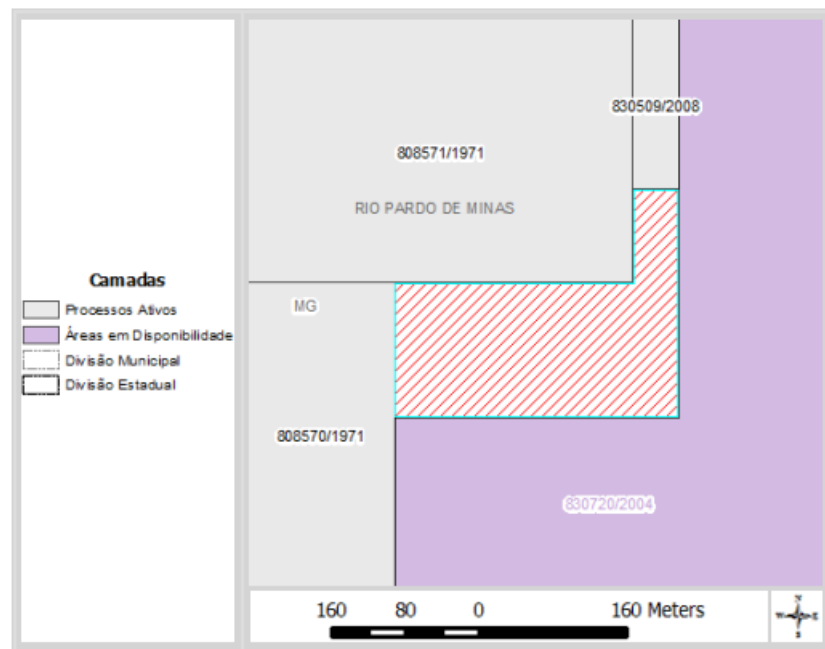 Camadas
Processos Ativos
Áreas em Disponibilidade
Divisão Municipal
Divisão Estadual
830509/2008
808571/1971
RIO PARDO DE MINAS
MG
808570/1971
830720/2004
160 80 0 160 Meters
N
W E
S